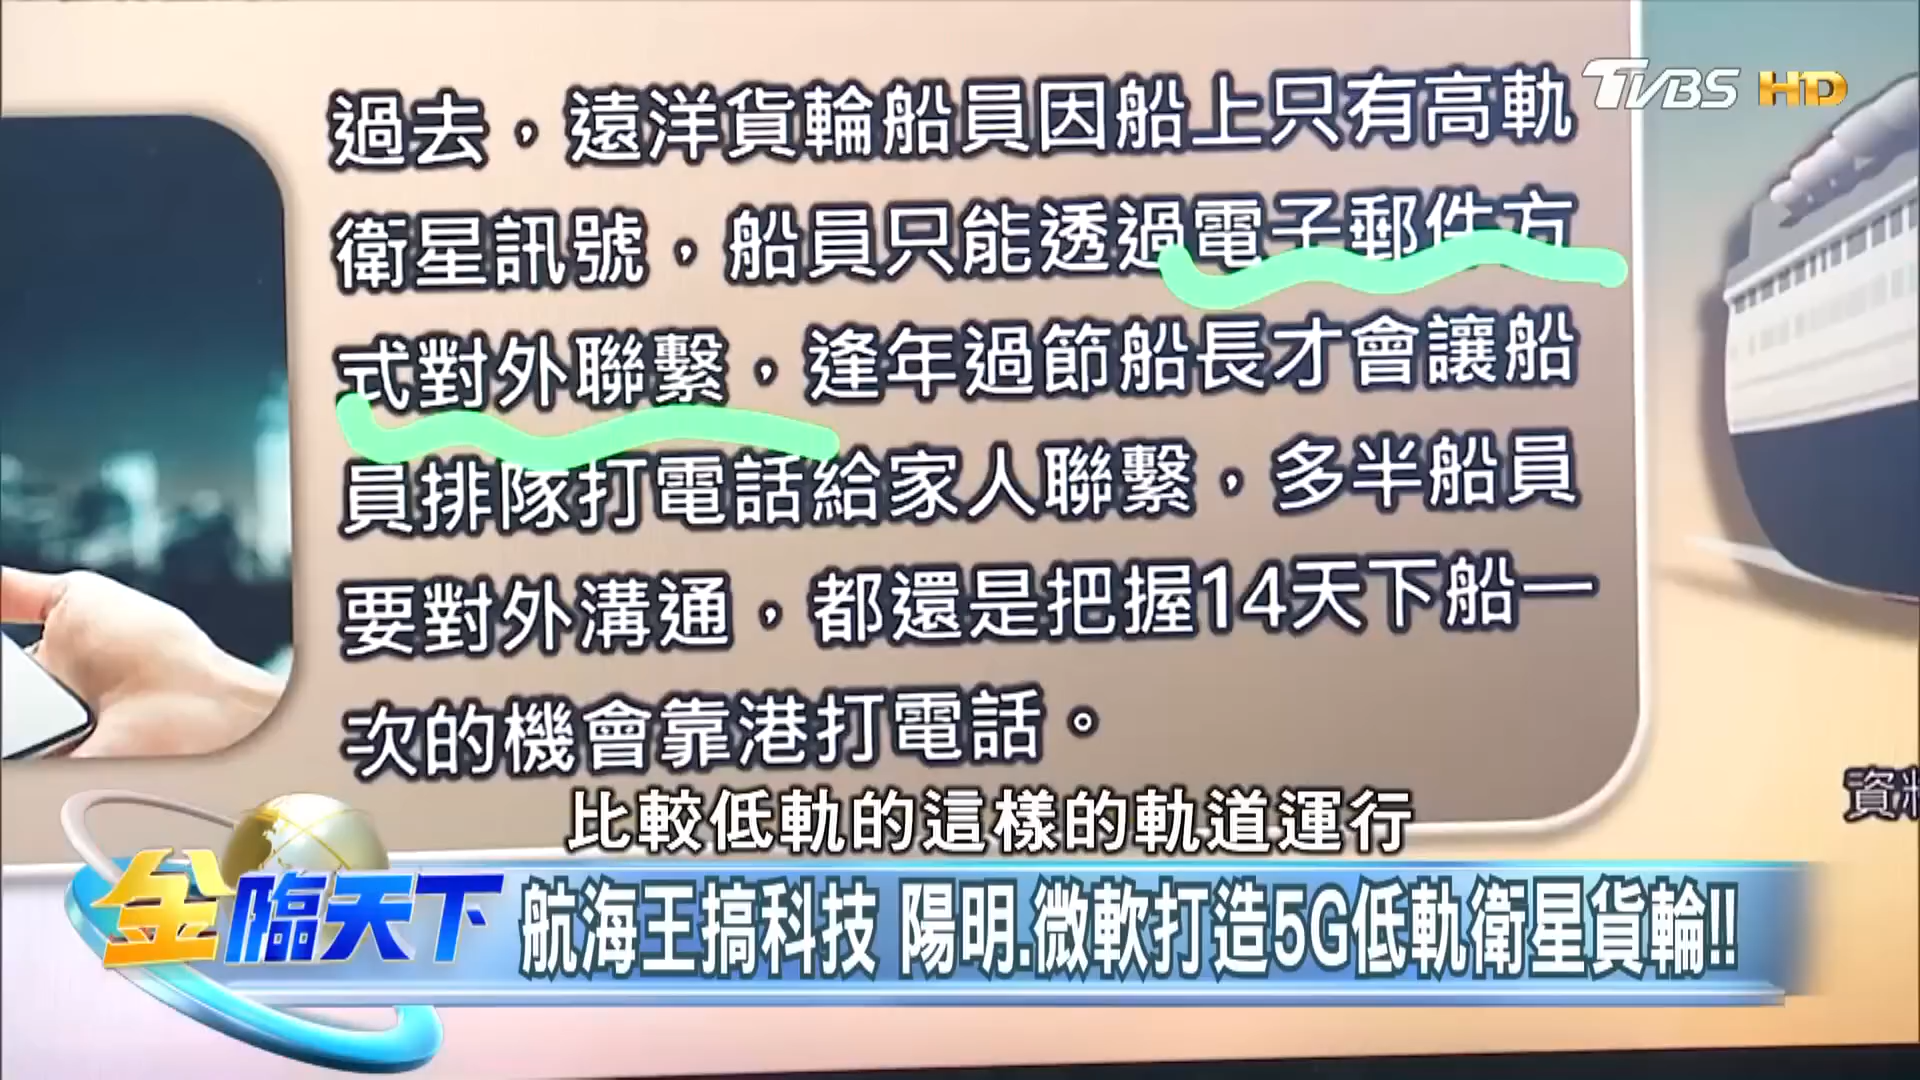 TVBS HD
過去，遠洋貨輪船員因船上只有高軌
衛星訊號，船員只能透過電子郵件方
式對外聯繫，逢年過節船長才會讓船
員排隊打電話給家人聯繫，多半船員
要對外溝通，都還是把握14天下船一
次的機會靠港打電話。
資料
比較低軌的這樣的軌道運行
金臨天下
航海王搞科技 陽明.微軟打造5G低軌衛星貨輪!!